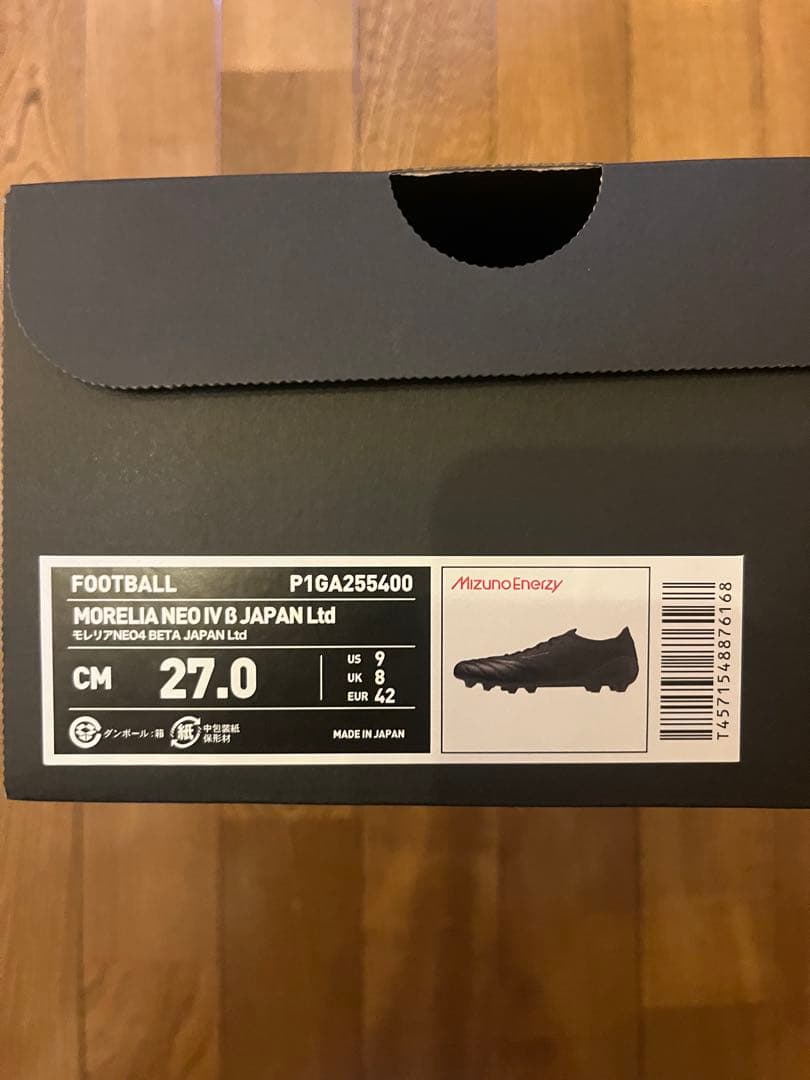 FOOTBALL P1GA255400
MORELIA NEO IV β JAPAN Ltd
モレリアNEO4 BETA JAPAN Ltd
CM 27.0
US 9
UK 8
EUR 42
ダンボール:箱
紙 中包装紙
保形材
MADE IN JAPAN
Mizuno Enerzy
T4571548876168